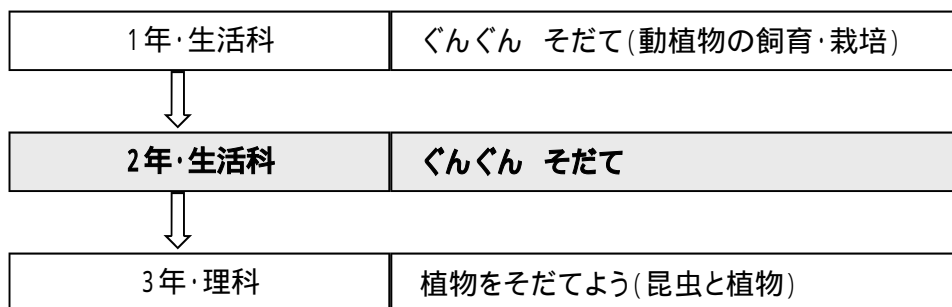 1年・生活科 ぐんぐん そだて(動植物の飼育・栽培)
2年・生活科 ぐんぐん そだて
3年・理科 植物をそだてよう(昆虫と植物)